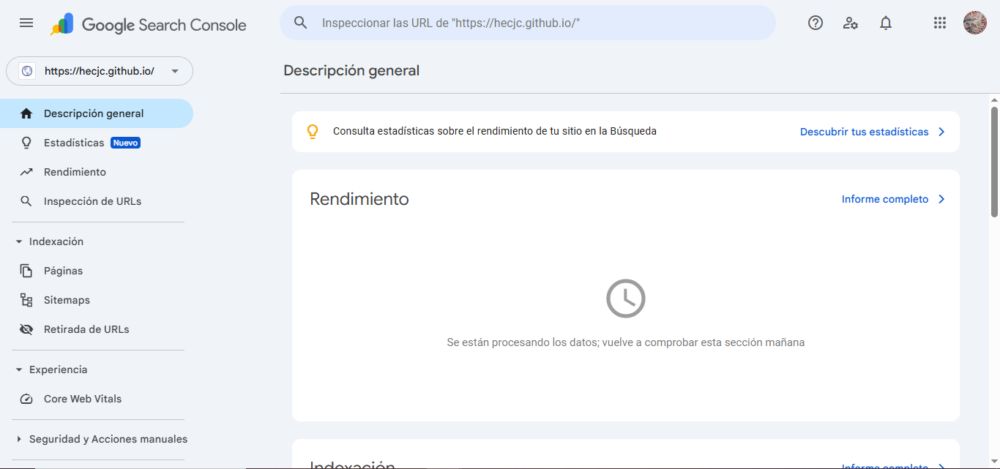 Google Search Console
Inspeccionar las URL de "https://hecjc.github.io/"
https://hecjc.github.io/
Descripción general
Estadísticas Nuevo
Rendimiento
Inspección de URLs
Indexación
Páginas
Sitemaps
Retirada de URLs
Experiencia
Core Web Vitals
Seguridad y Acciones manuales
Descripción general
Consulta estadísticas sobre el rendimiento de tu sitio en la Búsqueda
Descubrir tus estadísticas
Rendimiento
Informe completo
Se están procesando los datos; vuelve a comprobar esta sección mañana
Indexación
Informe completo